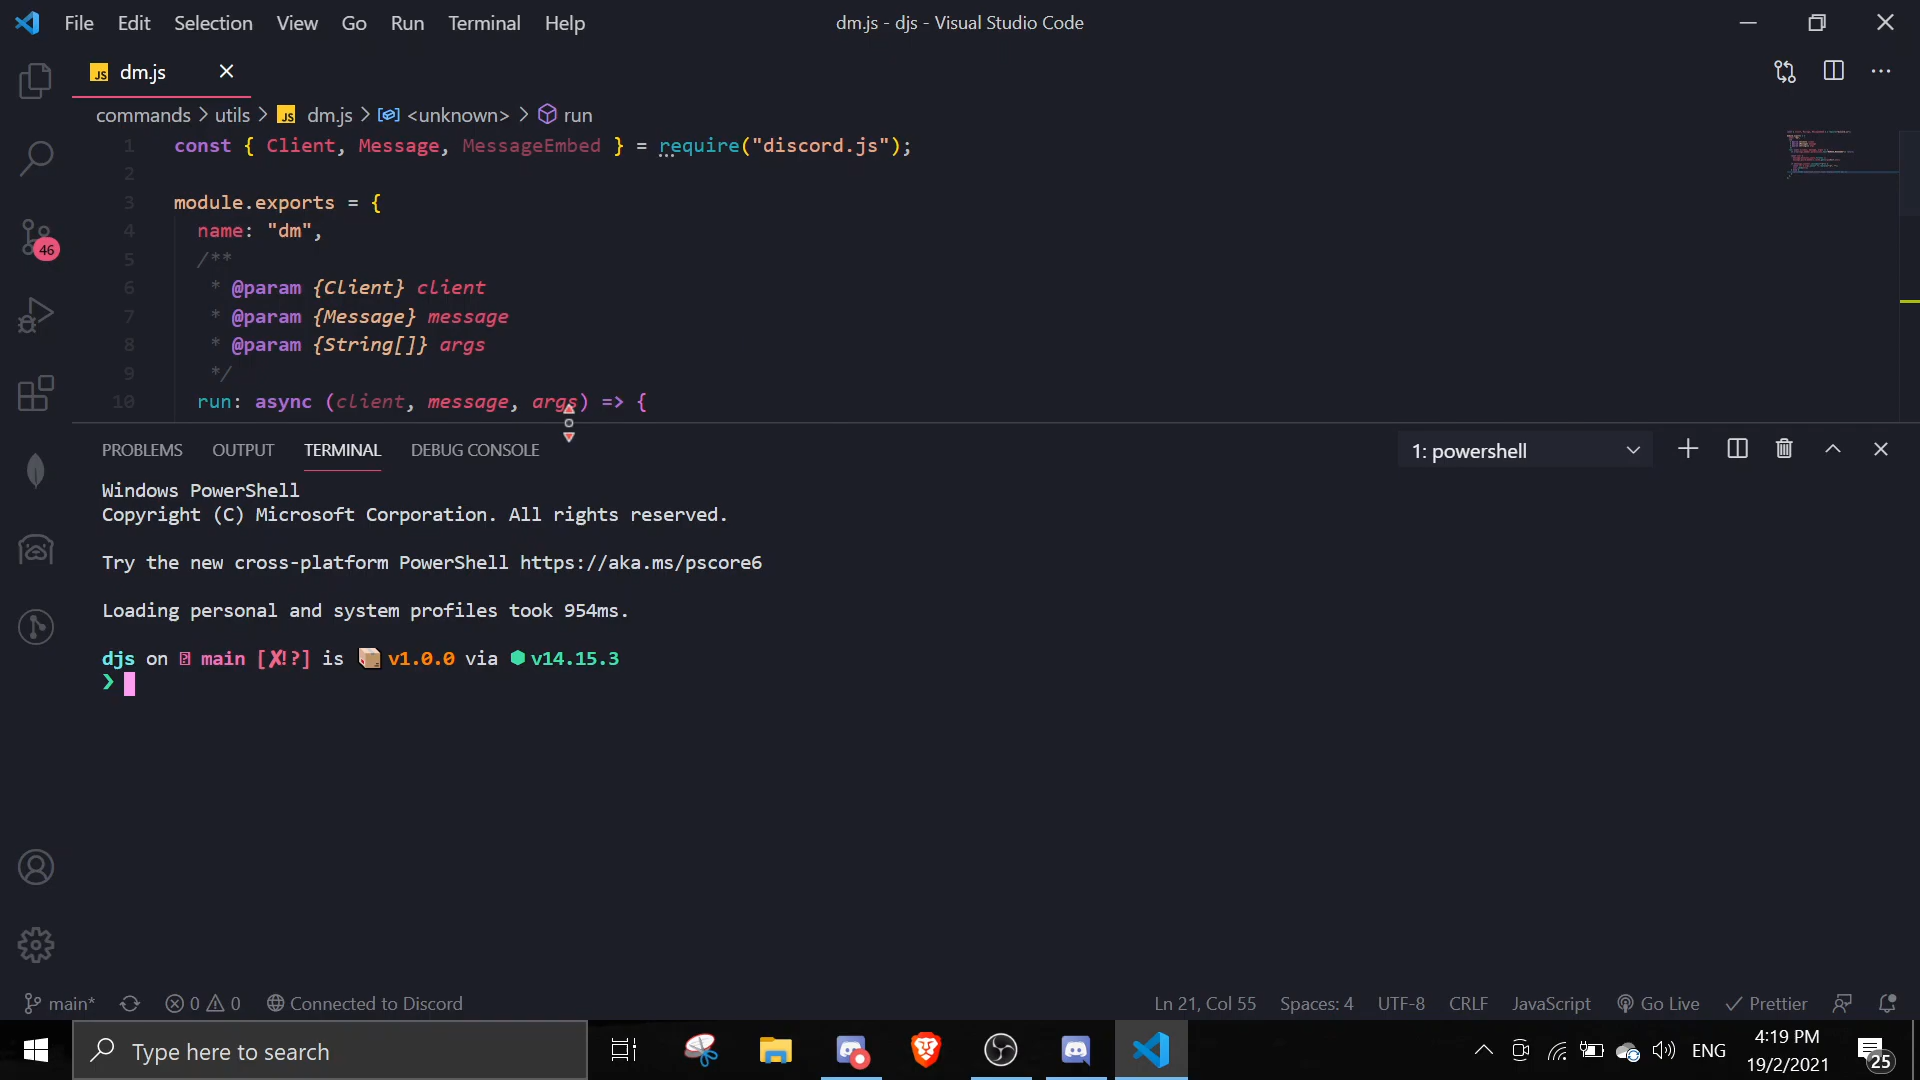 File Edit Selection View Go Run Terminal Help
dm.js - djs - Visual Studio Code
JS dm.js
commands > utils > JS dm.js > <unknown> > run
1 const { Client, Message, MessageEmbed } = require("discord.js");
2
3 module.exports = {
4 name: "dm",
5 /**
6 * @param {Client} client
7 * @param {Message} message
8 * @param {String[]} args
9 */
10 run: async (client, message, args) => {
46
PROBLEMS OUTPUT TERMINAL DEBUG CONSOLE
1: powershell
Windows PowerShell
Copyright (C) Microsoft Corporation. All rights reserved.
Try the new cross-platform PowerShell https://aka.ms/pscore6
Loading personal and system profiles took 954ms.
djs on main [✘!?] is v1.0.0 via v14.15.3
❯
main* 0 0 Connected to Discord
Ln 21, Col 55 Spaces: 4 UTF-8 CRLF JavaScript Go Live Prettier
Type here to search
ENG
4:19 PM
19/2/2021
25